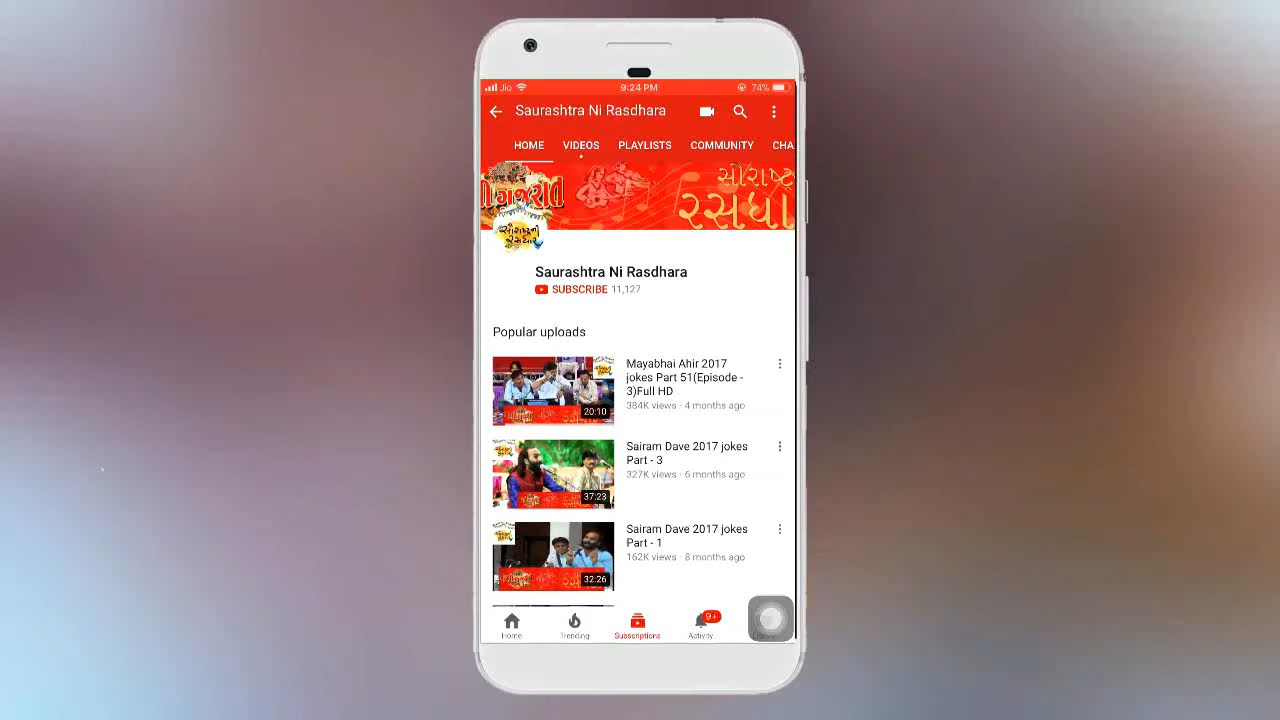 Jio 9:24 PM 74%
Saurashtra Ni Rasdhara
HOME VIDEOS PLAYLISTS COMMUNITY CHA
ગુજરાતી
સૌરાષ્ટ્ર
રસધા
સૌરાષ્ટ્રની
રસધાર
Saurashtra Ni Rasdhara
SUBSCRIBE 11,127
Popular uploads
Mayabhai Ahir 2017
jokes Part 51(Episode -
3)Full HD
384K views · 4 months ago
20:10
Sairam Dave 2017 jokes
Part - 3
327K views · 6 months ago
37:23
Sairam Dave 2017 jokes
Part - 1
162K views · 8 months ago
32:26
9+
Home Trending Subscriptions Activity